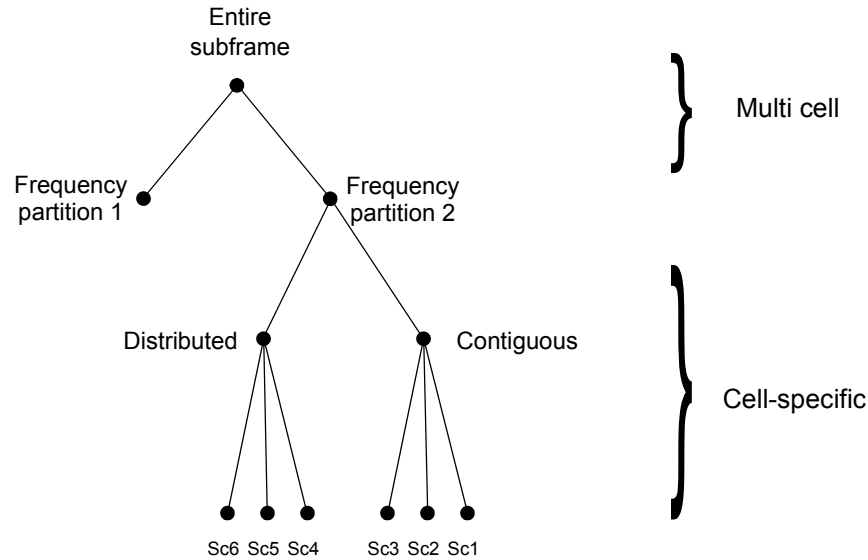 Entire
subframe
Multi cell
Frequency
partition 1
Frequency
partition 2
Distributed
Contiguous
Cell-specific
Sc6 Sc5 Sc4 Sc3 Sc2 Sc1